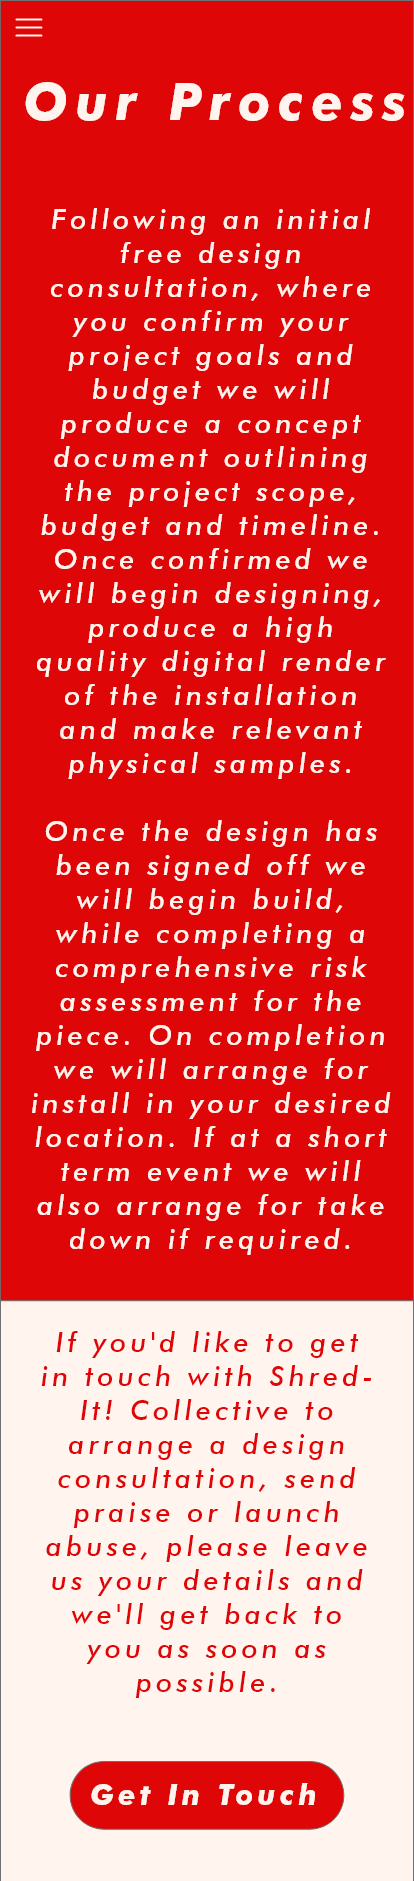 Our Process
Following an initial
free design
consultation, where
you confirm your
project goals and
budget we will
produce a concept
document outlining
the project scope,
budget and timeline.
Once confirmed we
will begin designing,
produce a high
quality digital render
of the installation
and make relevant
physical samples.
Once the design has
been signed off we
will begin build,
while completing a
comprehensive risk
assessment for the
piece. On completion
we will arrange for
install in your desired
location. If at a short
term event we will
also arrange for take
down if required.
If you'd like to get
in touch with Shred-
It! Collective to
arrange a design
consultation, send
praise or launch
abuse, please leave
us your details and
we'll get back to
you as soon as
possible.
Get In Touch